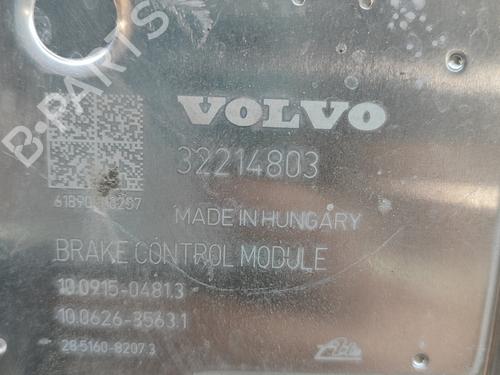 B-PARTS
VOLVO
32214803
MADE IN HUNGARY
BRAKE CONTROL MODULE
10.0915-0481.3
10.0626-3563.1
28.5160-8207.3
Ate